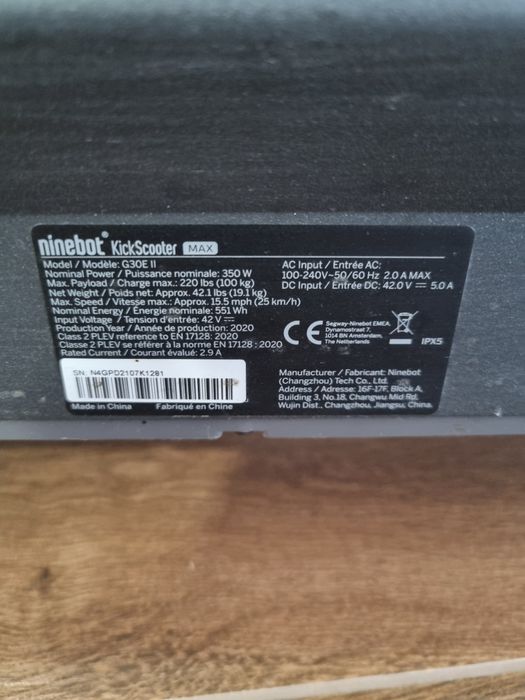 ninebot® KickScooter MAX
Model / Modèle: G30E II
Nominal Power / Puissance nominale: 350 W
Max. Payload / Charge max.: 220 lbs (100 kg)
Net Weight / Poids net: Approx. 42.1 lbs (19.1 kg)
Max. Speed / Vitesse max.: Approx. 15.5 mph (25 km/h)
Nominal Energy / Énergie nominale: 551 Wh
Input Voltage / Tension d'entrée: 42 V ⎓
Production Year / Année de production: 2020
Class 2 PLEV reference to EN 17128: 2020
Classe 2 PLEV se référer à la norme EN 17128 : 2020
Rated Current / Courant évalué: 2.9 A
SN: N4GPD2107K1281
Made in China Fabriqué en Chine
AC Input / Entrée AC:
100-240V~50/60 Hz 2.0 A MAX
DC Input / Entrée DC: 42.0 V ⎓ 5.0 A
CE
Segway-Ninebot EMEA,
Dynamostraat 7,
1014 BN Amsterdam,
The Netherlands
IPX5
Manufacturer / Fabricant: Ninebot
(Changzhou) Tech Co., Ltd.
Address / Adresse: 16F-17F, Block A,
Building 3, No.18, Changwu Mid Rd,
Wujin Dist., Changzhou, Jiangsu, China.